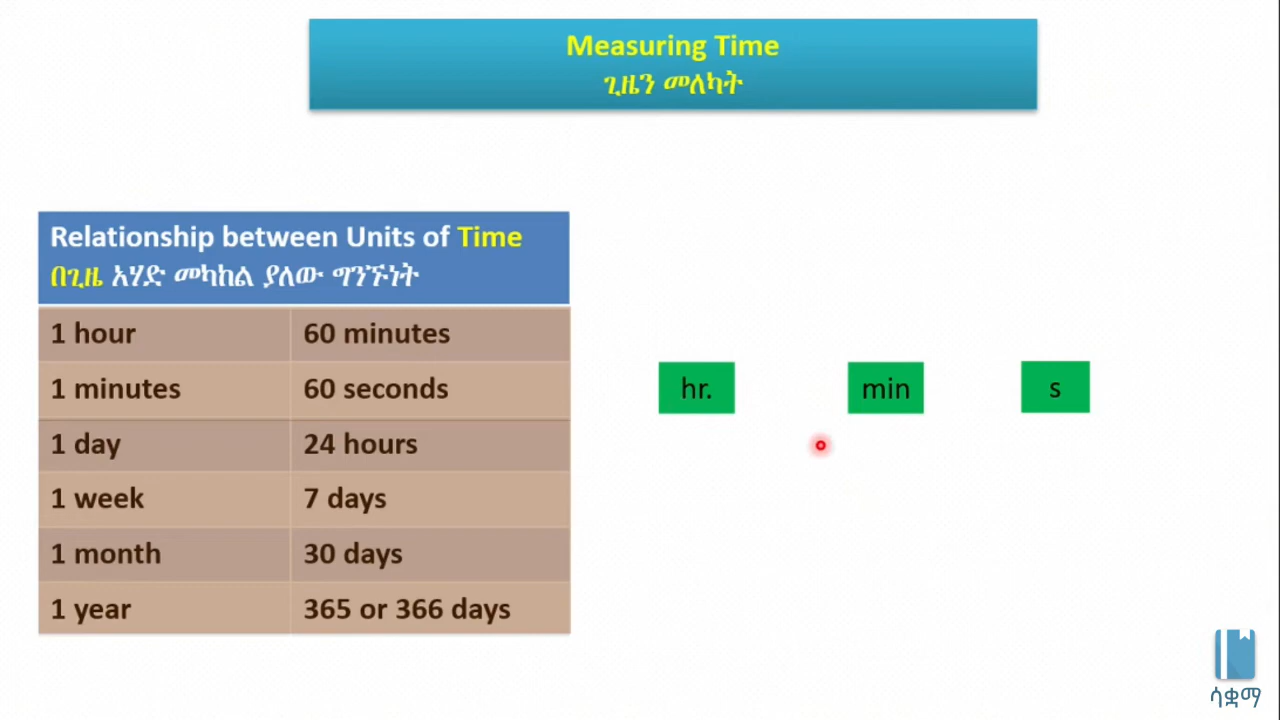 Measuring Time
ጊዜን መለካት
Relationship between Units of Time
በጊዜ አሃድ መካከል ያለው ግንኙነት
1 hour 60 minutes
1 minutes 60 seconds
1 day 24 hours
1 week 7 days
1 month 30 days
1 year 365 or 366 days
hr. min s
ሳቋማ